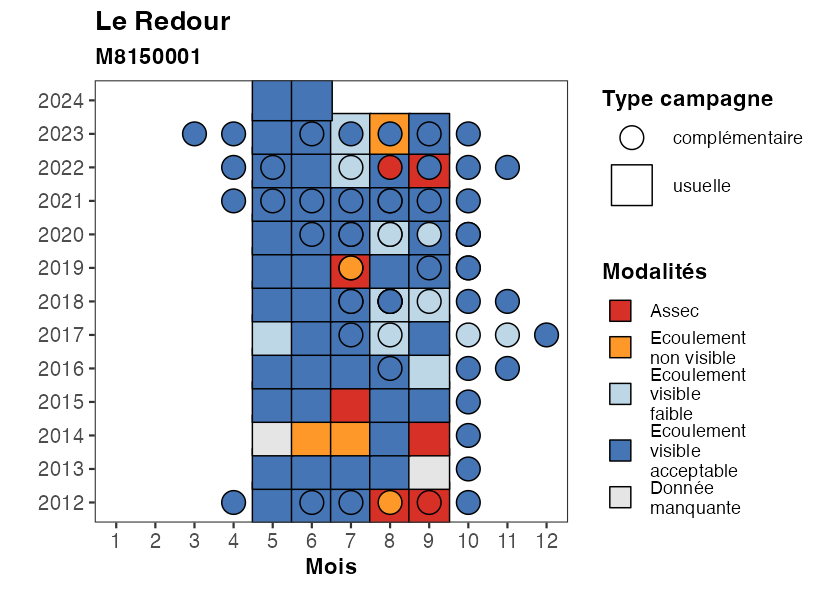 Le Redour
M8150001
2024
2023
2022
2021
2020
2019
2018
2017
2016
2015
2014
2013
2012
1 2 3 4 5 6 7 8 9 10 11 12
Mois
Type campagne
complémentaire
usuelle
Modalités
Assec
Ecoulement
non visible
Ecoulement
visible
faible
Ecoulement
visible
acceptable
Donnée
manquante